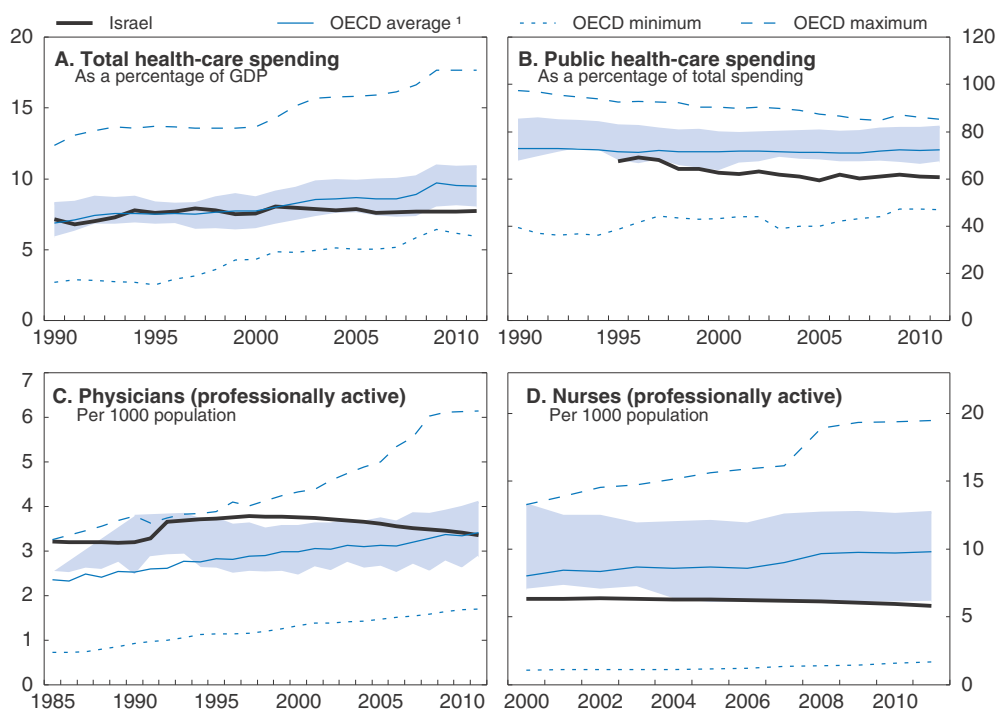 Israel OECD average ¹ OECD minimum OECD maximum
A. Total health-care spending
As a percentage of GDP
20
15
10
5
0
1990 1995 2000 2005 2010
B. Public health-care spending
As a percentage of total spending
120
100
80
60
40
20
0
1990 1995 2000 2005 2010
C. Physicians (professionally active)
Per 1000 population
7
6
5
4
3
2
1
0
1985 1990 1995 2000 2005 2010
D. Nurses (professionally active)
Per 1000 population
20
15
10
5
0
2000 2002 2004 2006 2008 2010